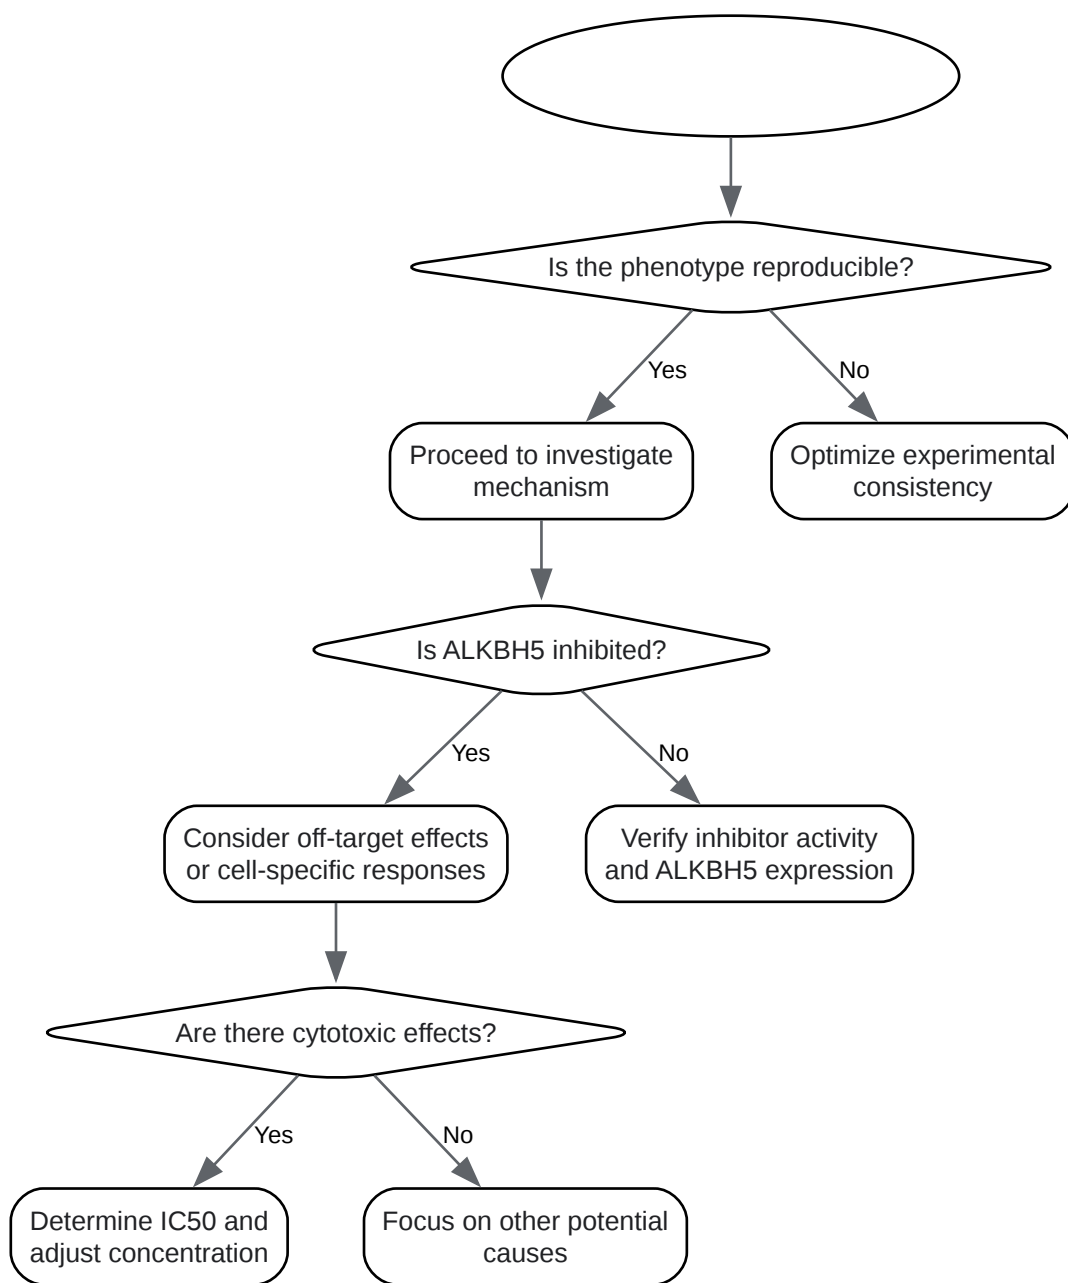 Is the phenotype reproducible?
Yes
No
Proceed to investigate
mechanism
Optimize experimental
consistency
Is ALKBH5 inhibited?
Yes
No
Consider off-target effects
or cell-specific responses
Verify inhibitor activity
and ALKBH5 expression
Are there cytotoxic effects?
Yes
No
Determine IC50 and
adjust concentration
Focus on other potential
causes